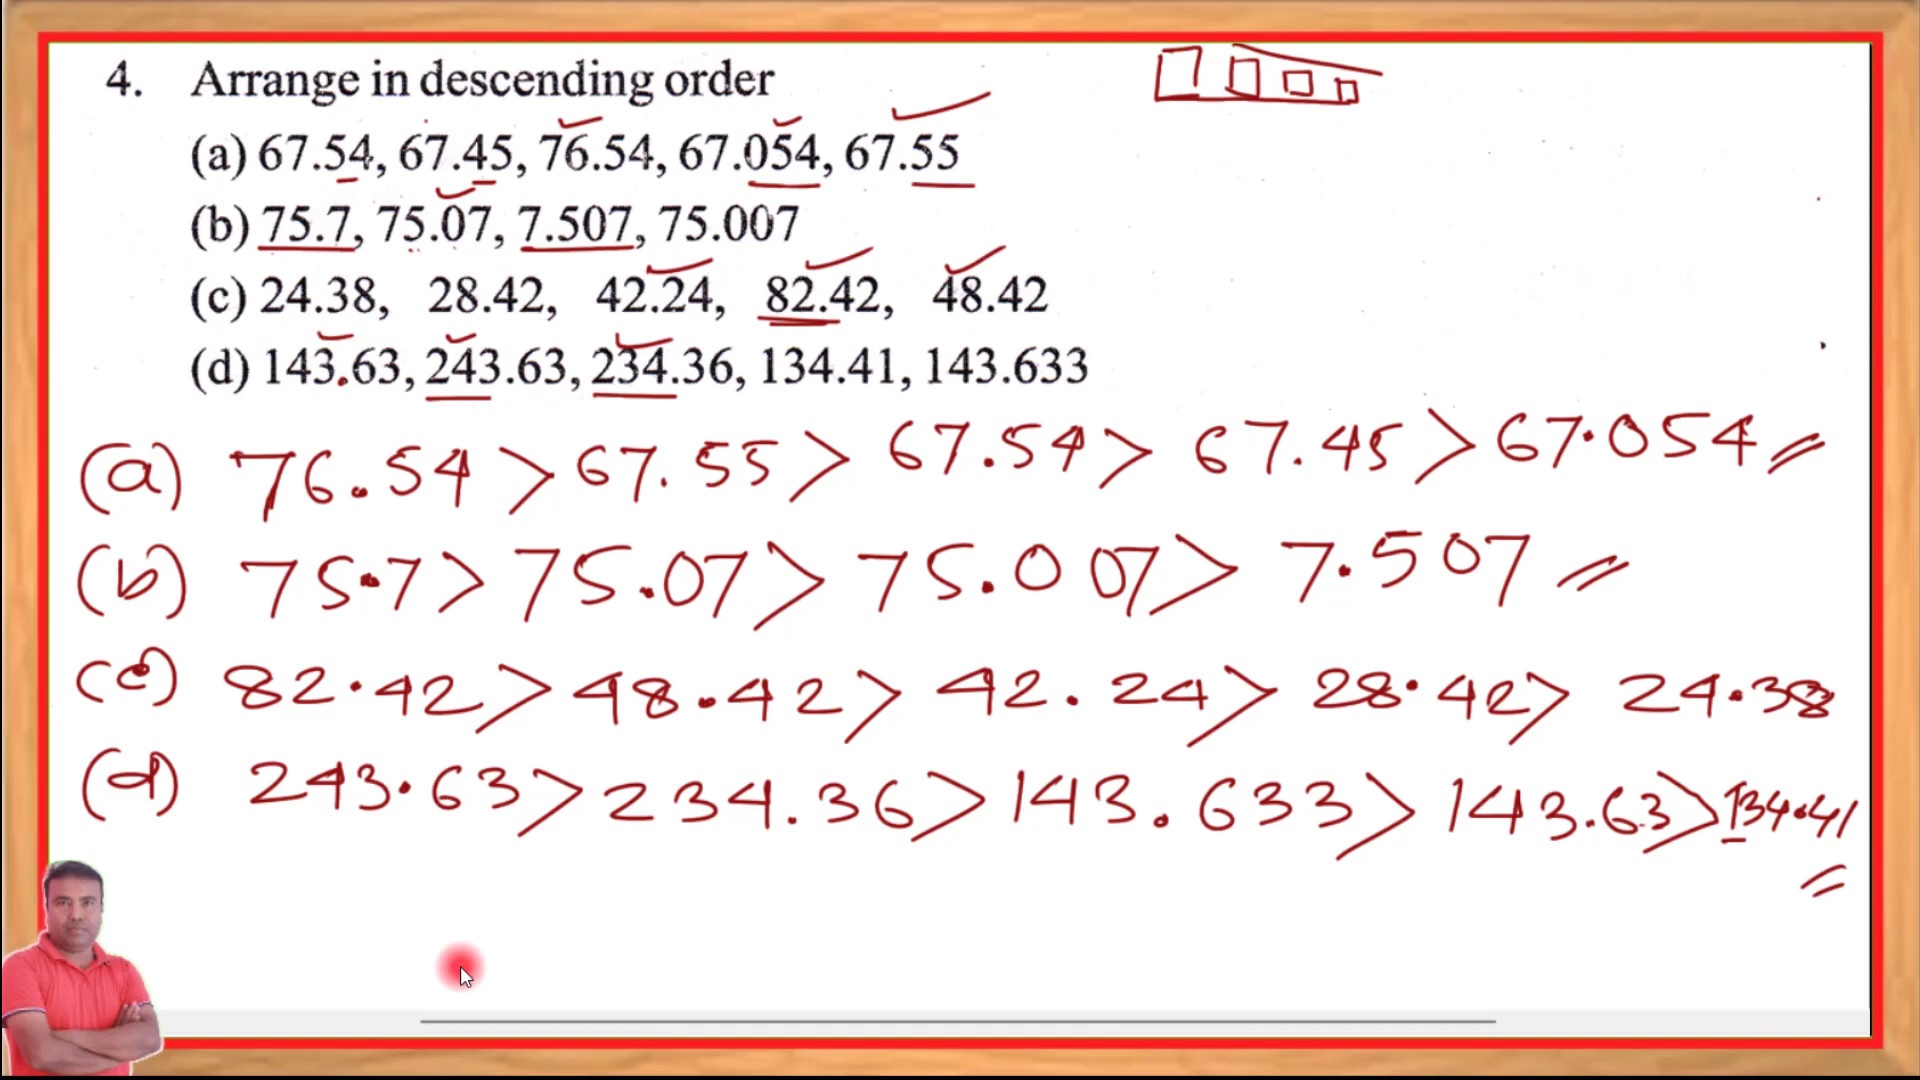 4. Arrange in descending order
(a) 67.54, 67.45, 76.54, 67.054, 67.55
(b) 75.7, 75.07, 7.507, 75.007
(c) 24.38, 28.42, 42.24, 82.42, 48.42
(d) 143.63, 243.63, 234.36, 134.41, 143.633
(a) 76.54 > 67.55 > 67.54 > 67.45 > 67.054
(b) 75.7 > 75.07 > 75.007 > 7.507
(c) 82.42 > 48.42 > 42.24 > 28.42 > 24.38
(d) 243.63 > 234.36 > 143.633 > 143.63 > 134.41